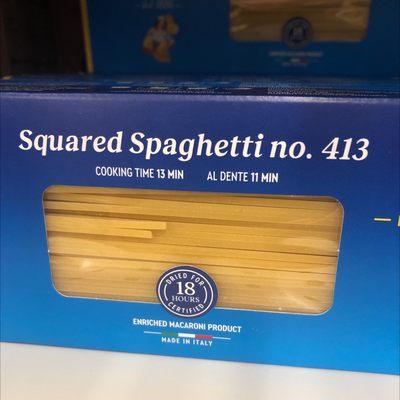 Squared Spaghetti no. 413
COOKING TIME 13 MIN AL DENTE 11 MIN
DRIED FOR
18
HOURS
CERTIFIED
ENRICHED MACARONI PRODUCT
MADE IN ITALY